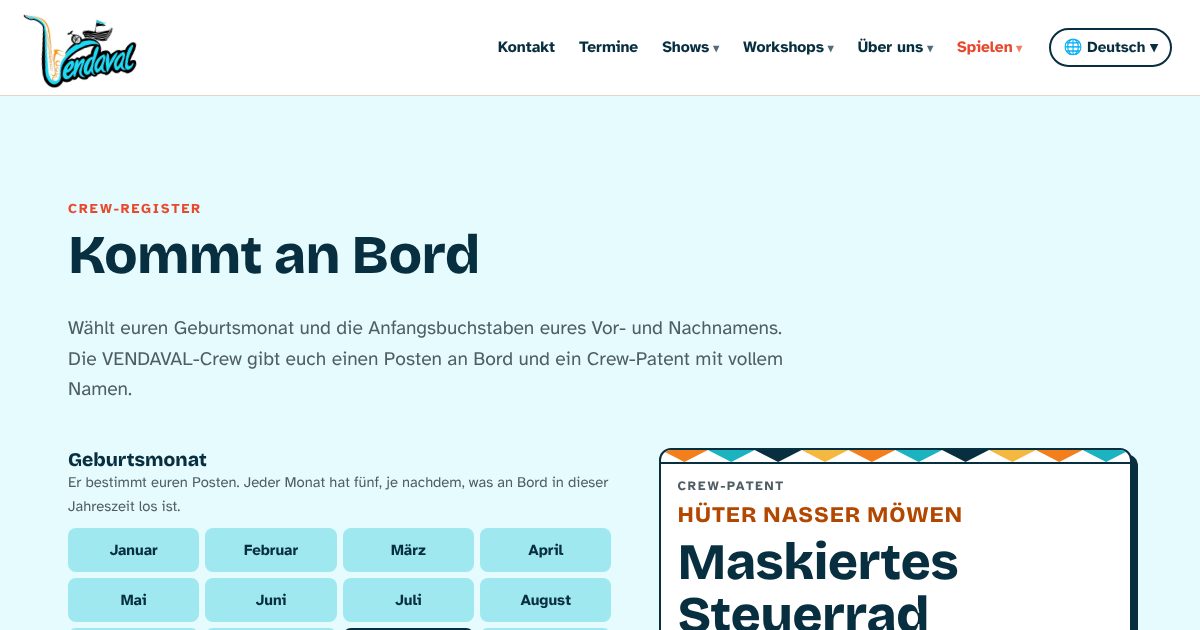 Vendaval
Kontakt
Termine
Shows ▾
Workshops ▾
Über uns ▾
Spielen ▾
🌐 Deutsch ▾
CREW-REGISTER
Kommt an Bord
Wählt euren Geburtsmonat und die Anfangsbuchstaben eures Vor- und Nachnamens.
Die VENDAVAL-Crew gibt euch einen Posten an Bord und ein Crew-Patent mit vollem
Namen.
Geburtsmonat
Er bestimmt euren Posten. Jeder Monat hat fünf, je nachdem, was an Bord in dieser
Jahreszeit los ist.
Januar
Februar
März
April
Mai
Juni
Juli
August
CREW-PATENT
HÜTER NASSER MÖWEN
Maskiertes
Steuerrad